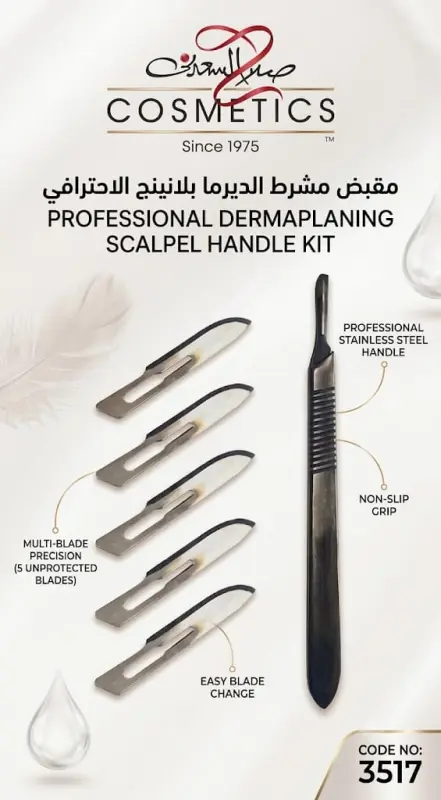 COSMETICS
Since 1975
TM
مقبض مشرط الديرما بلانينج الاحترافي
PROFESSIONAL DERMAPLANING
SCALPEL HANDLE KIT
PROFESSIONAL
STAINLESS STEEL
HANDLE
NON-SLIP
GRIP
MULTI-BLADE
PRECISION
(5 UNPROTECTED
BLADES)
EASY BLADE
CHANGE
CODE NO:
3517